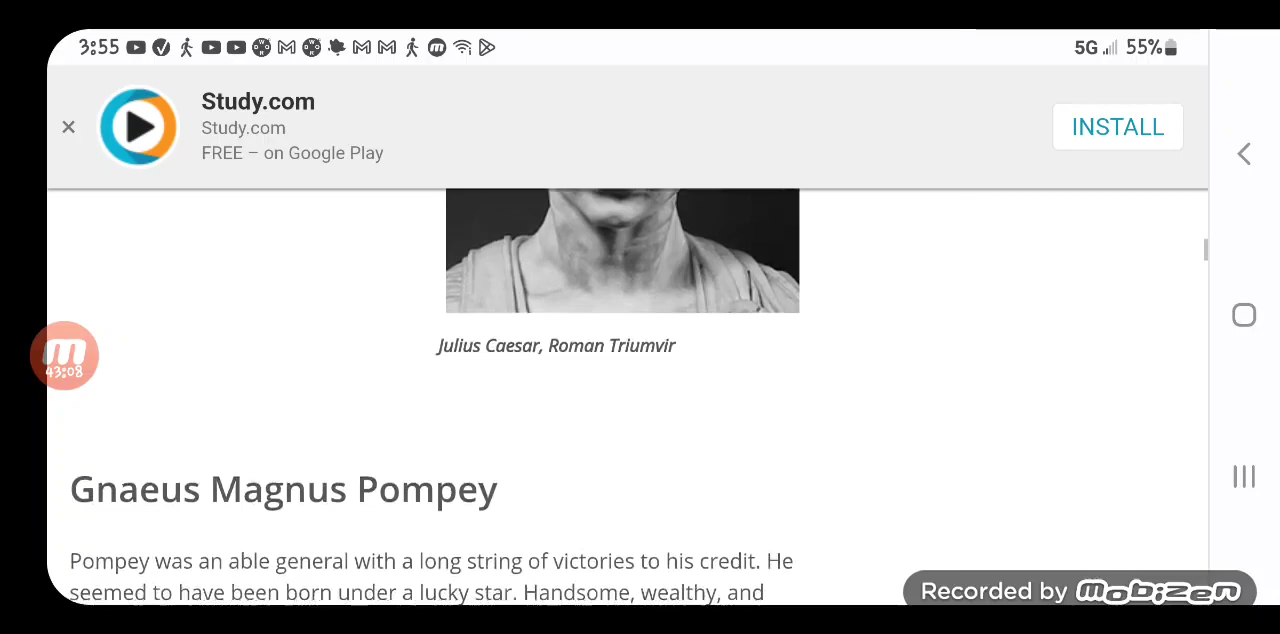 3:55
5G 55%
Study.com
Study.com
FREE – on Google Play
INSTALL
Julius Caesar, Roman Triumvir
43:08
Gnaeus Magnus Pompey
Pompey was an able general with a long string of victories to his credit. He
seemed to have been born under a lucky star. Handsome, wealthy, and
Recorded by mobizen